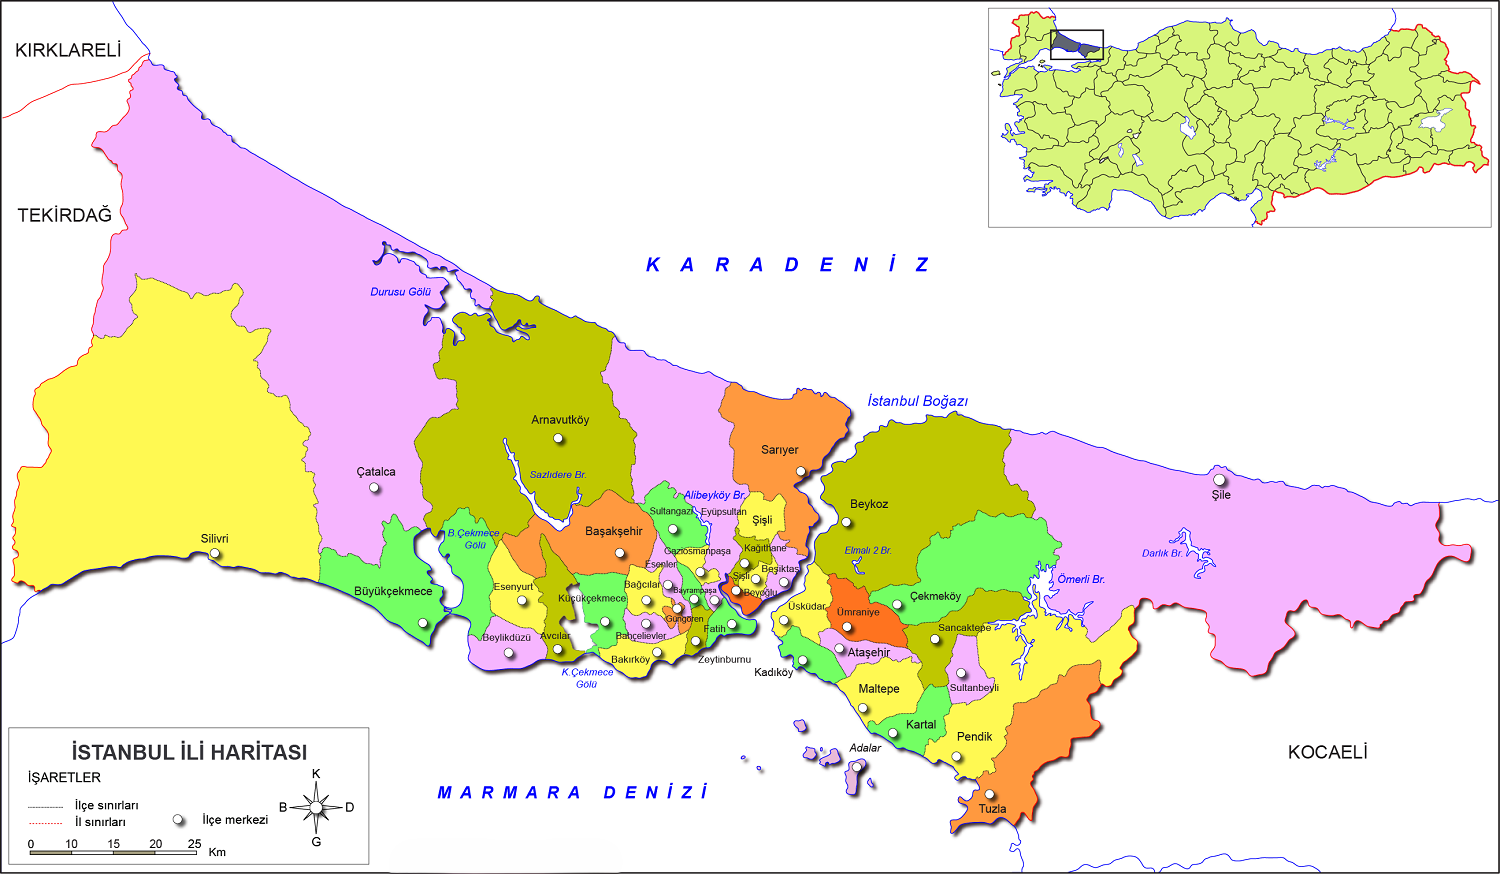 KIRKLARELİ
TEKİRDAĞ
KARADENİZ
Durusu Gölü
İstanbul Boğazı
Arnavutköy
Sarıyer
Çatalca
Sazlıdere Br.
Alibeyköy Br.
Şile
Beykoz
Sultangazi
Eyüpsultan
Şişli
Silivri
B.Çekmece
Gölü
Başakşehir
Kağıthane
Gaziosmanpaşa
Elmalı 2 Br.
Darlık Br.
Esenler
Beşiktaş
Şişli
Ömerli Br.
Büyükçekmece
Esenyurt
Bağcılar
Bayrampaşa
Beyoğlu
Küçükçekmece
Çekmeköy
Üsküdar
Ümraniye
Güngören
Fatih
Sancaktepe
Beylikdüzü
Avcılar
Bahçelievler
Ataşehir
Bakırköy
Zeytinburnu
Kadıköy
K.Çekmece
Gölü
Maltepe
Sultanbeyli
Kartal
Pendik
Adalar
KOCAELİ
MARMARA DENİZİ
Tuzla
İSTANBUL İLİ HARİTASI
İŞARETLER
İlçe sınırları
İl sınırları
İlçe merkezi
K
B
D
G
0 10 15 20 25
Km